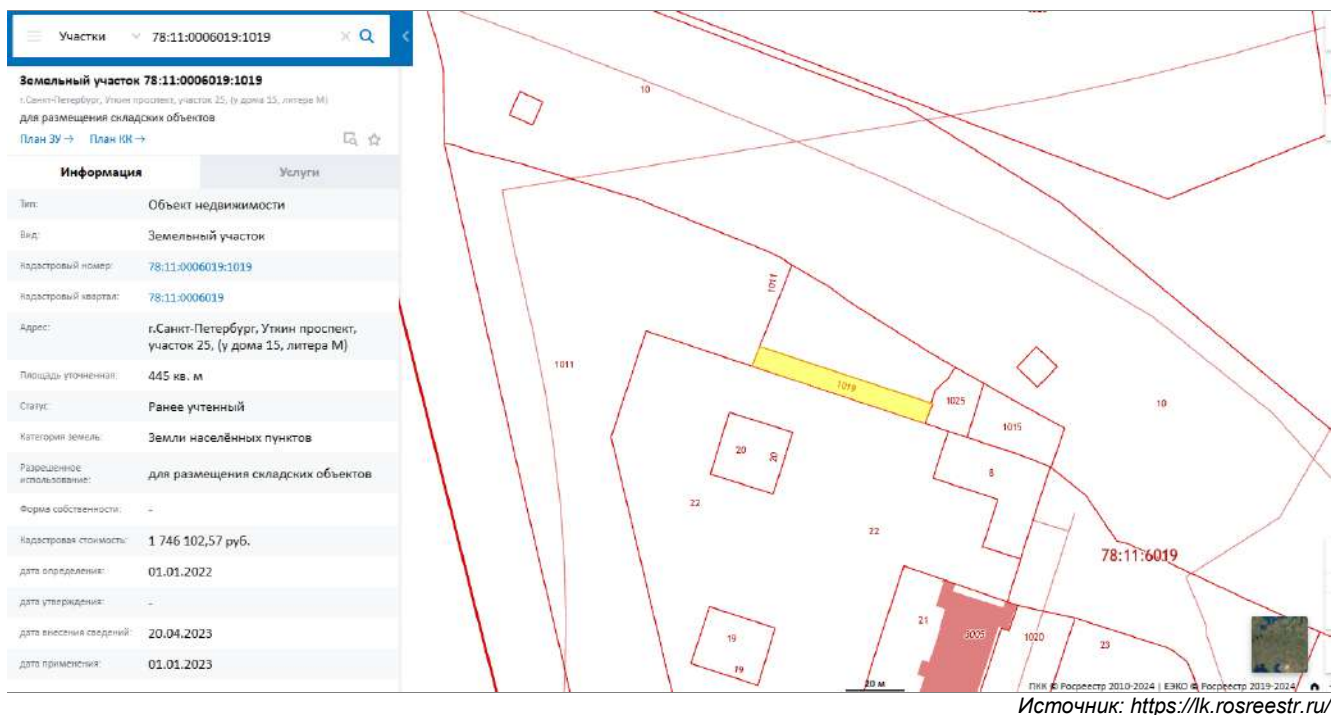 Участки 78:11:0006019:1019
Земельный участок 78:11:0006019:1019
г.Санкт-Петербург, Уткин проспект, участок 25, (у дома 15, литера М)
для размещения складских объектов
План ЗУ → План КК →
Информация Услуги
Тип: Объект недвижимости
Вид: Земельный участок
Кадастровый номер: 78:11:0006019:1019
Кадастровый квартал: 78:11:0006019
Адрес: г.Санкт-Петербург, Уткин проспект,
участок 25, (у дома 15, литера М)
Площадь уточненная: 445 кв. м
Статус: Ранее учтенный
Категория земель: Земли населённых пунктов
Разрешенное
использование: для размещения складских объектов
Форма собственности: -
Кадастровая стоимость: 1 746 102,57 руб.
дата определения: 01.01.2022
дата утверждения: -
дата внесения сведений: 20.04.2023
дата применения: 01.01.2023
10
1011
1011
1019
1025
1015
10
20
20
8
22
22
78:11:6019
21
3005
1020
23
19
19
20 м
ПКК © Росреестр 2010-2024 | ЕЭКО © Росреестр 2019-2024
Источник: https://lk.rosreestr.ru/